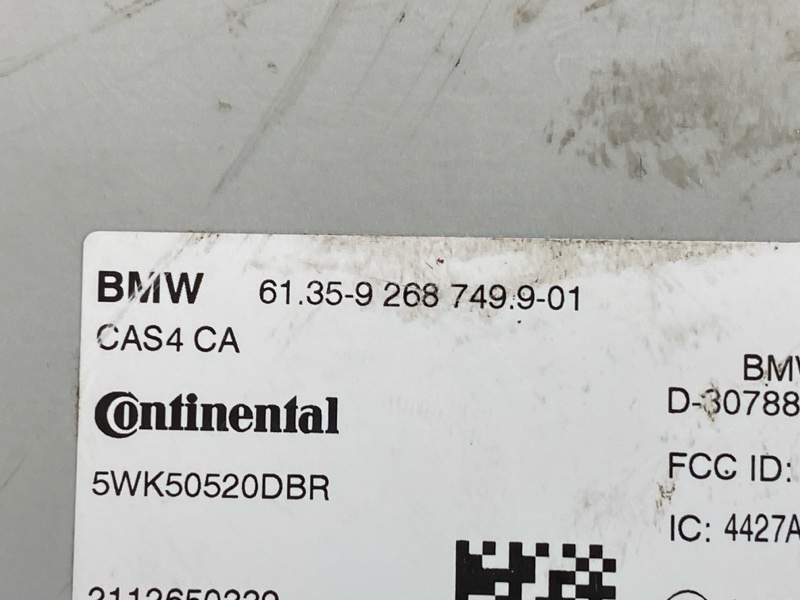 BMW 61.35-9 268 749.9-01
CAS4 CA
Continental
5WK50520DBR
BMW
D-30788
FCC ID:
IC: 4427A